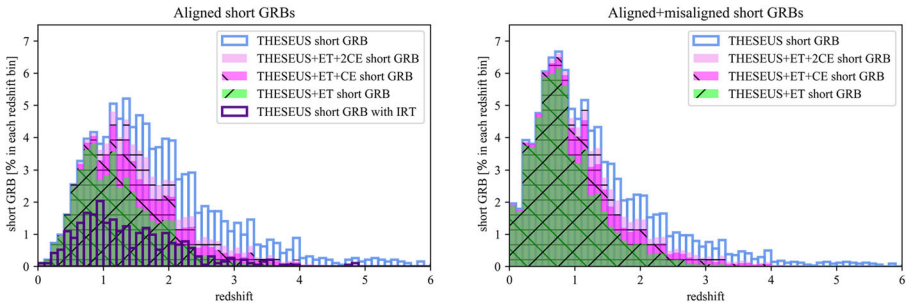 Aligned short GRBs
short GRB [% in each redshift bin]
7
6
5
4
3
2
1
0
THESEUS short GRB
THESEUS+ET+2CE short GRB
THESEUS+ET+CE short GRB
THESEUS+ET short GRB
THESEUS short GRB with IRT
0 1 2 3 4 5 6
redshift
Aligned+misaligned short GRBs
short GRB [% in each redshift bin]
7
6
5
4
3
2
1
0
THESEUS short GRB
THESEUS+ET+2CE short GRB
THESEUS+ET+CE short GRB
THESEUS+ET short GRB
0 1 2 3 4 5 6
redshift